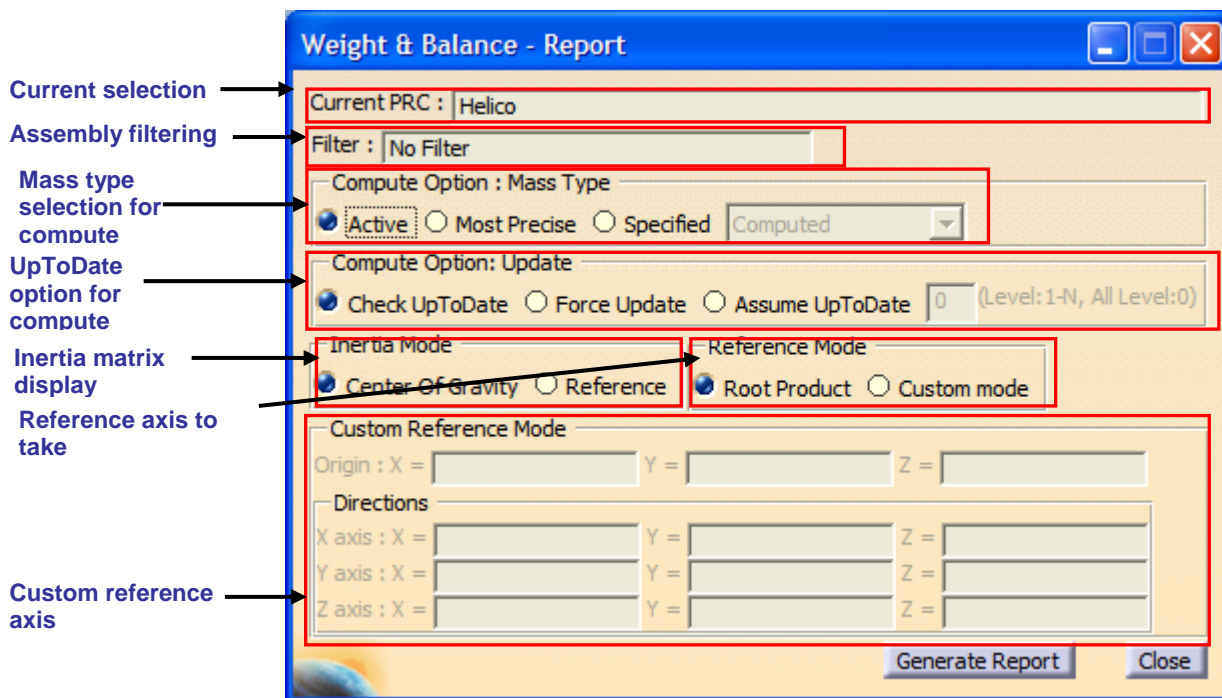 Weight & Balance - Report
Current selection
Current PRC : Helico
Assembly filtering
Filter : No Filter
Mass type
selection for
compute
Compute Option : Mass Type
Active Most Precise Specified Computed
UpToDate
option for
compute
Compute Option: Update
Check UpToDate Force Update Assume UpToDate 0 (Level:1-N, All Level:0)
Inertia matrix
display
Inertia Mode
Center Of Gravity Reference
Reference axis to
take
Reference Mode
Root Product Custom mode
Custom Reference Mode
Origin : X = Y = Z =
Directions
X axis : X = Y = Z =
Y axis : X = Y = Z =
Z axis : X = Y = Z =
Custom reference
axis
Generate Report Close